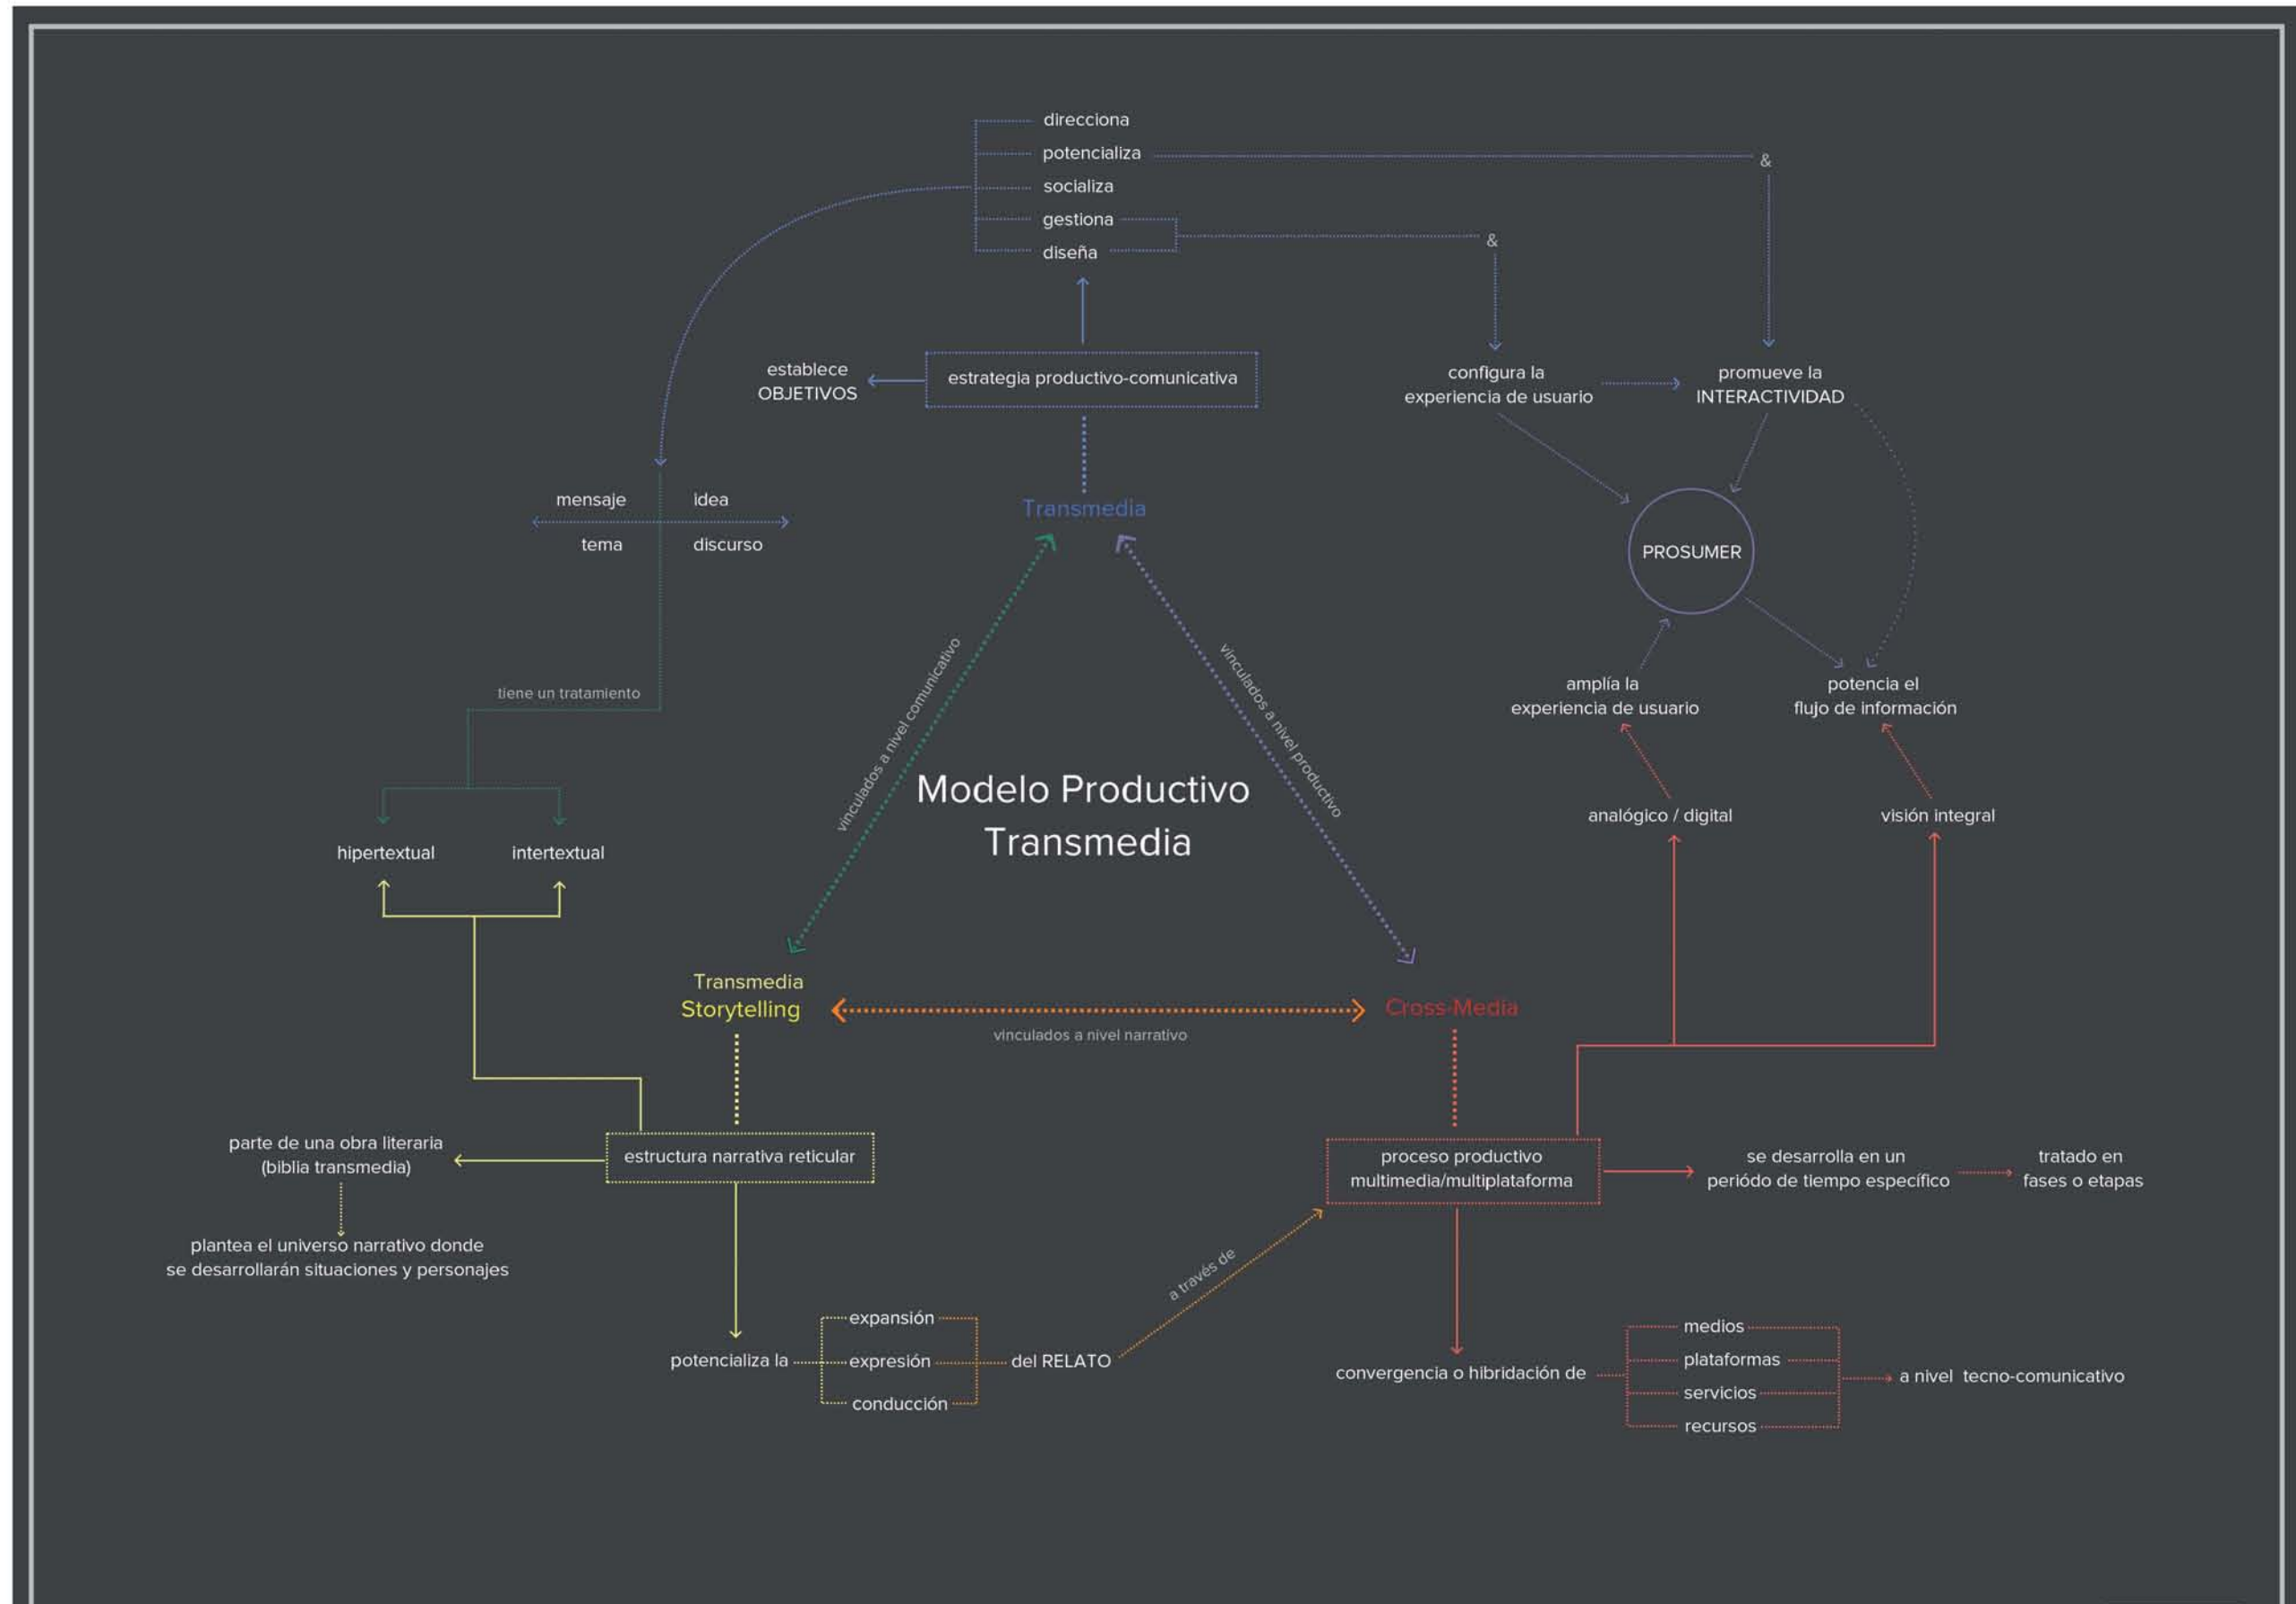 direcciona
potencializa
&
socializa
gestiona
&
diseña
establece
OBJETIVOS
estrategia productivo-comunicativa
configura la
experiencia de usuario
promueve la
INTERACTIVIDAD
mensaje
idea
tema
discurso
Transmedia
PROSUMER
vinculados a nivel comunicativo
vinculados a nivel productivo
tiene un tratamiento
amplía la
experiencia de usuario
potencia el
flujo de información
Modelo Productivo
Transmedia
analógico / digital
visión integral
hipertextual
intertextual
Transmedia
Storytelling
Cross-Media
vinculados a nivel narrativo
parte de una obra literaria
(biblia transmedia)
estructura narrativa reticular
proceso productivo
multimedia/multiplataforma
se desarrolla en un
periódo de tiempo específico
tratado en
fases o etapas
plantea el universo narrativo donde
se desarrollarán situaciones y personajes
a través de
potencializa la
expansión
expresión
conducción
del RELATO
convergencia o hibridación de
medios
plataformas
servicios
recursos
a nivel tecno-comunicativo